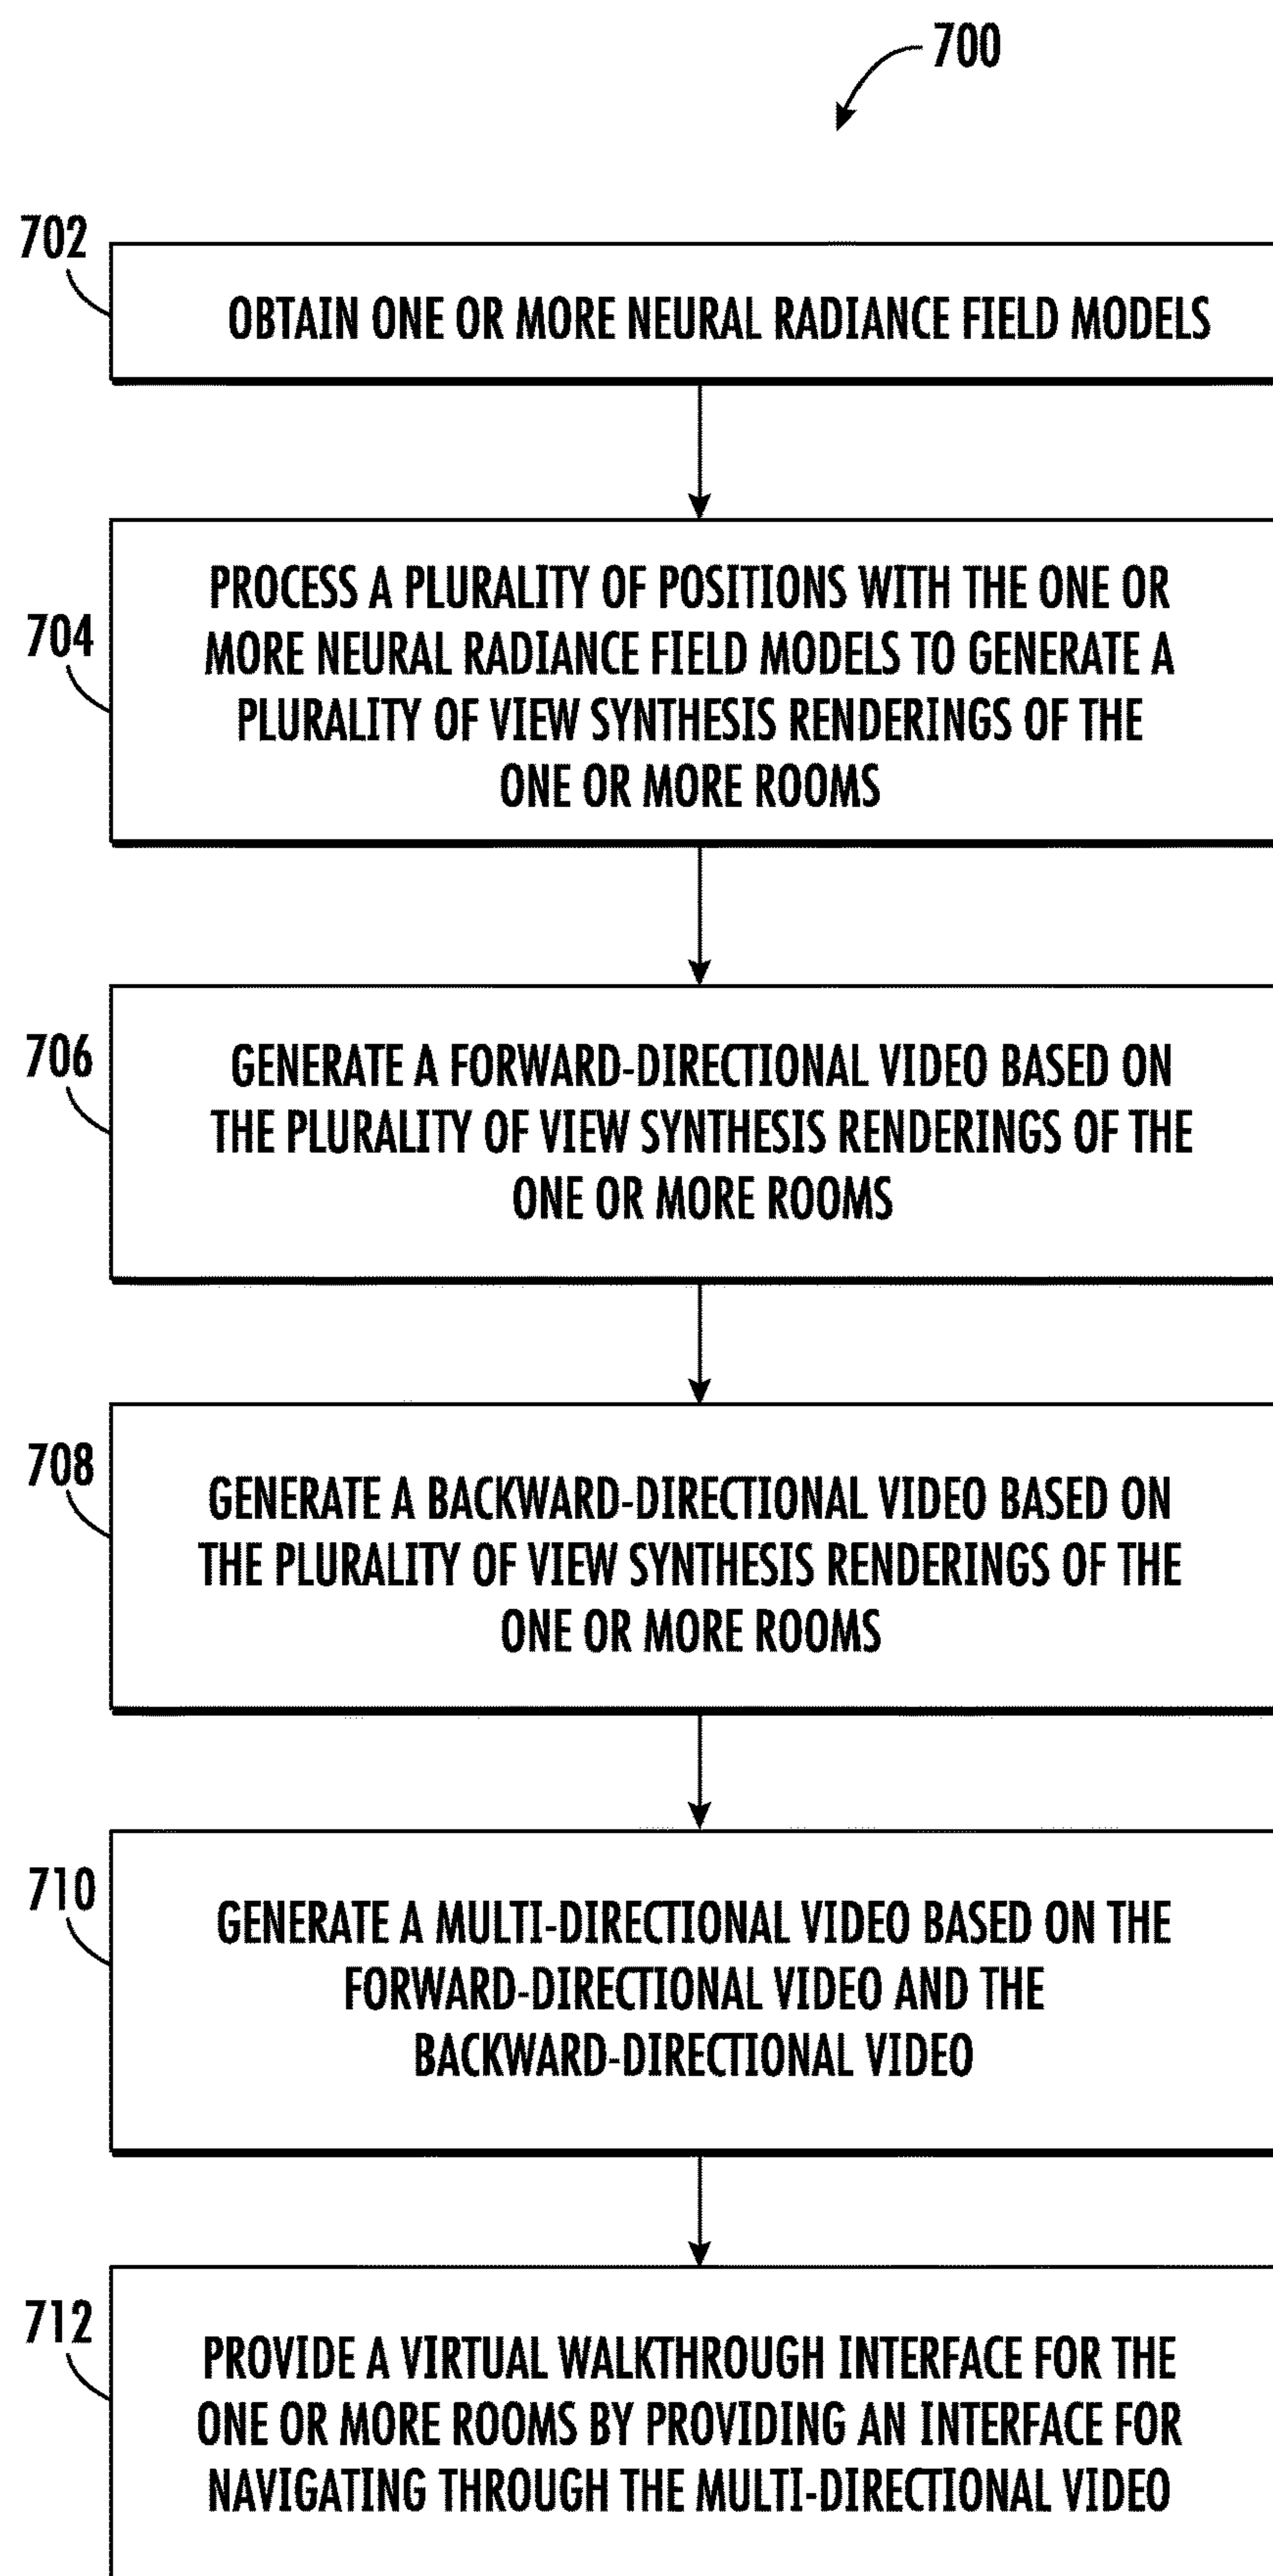 700
702
OBTAIN ONE OR MORE NEURAL RADIANCE FIELD MODELS
704
PROCESS A PLURALITY OF POSITIONS WITH THE ONE OR
MORE NEURAL RADIANCE FIELD MODELS TO GENERATE A
PLURALITY OF VIEW SYNTHESIS RENDERINGS OF THE
ONE OR MORE ROOMS
706
GENERATE A FORWARD-DIRECTIONAL VIDEO BASED ON
THE PLURALITY OF VIEW SYNTHESIS RENDERINGS OF THE
ONE OR MORE ROOMS
708
GENERATE A BACKWARD-DIRECTIONAL VIDEO BASED ON
THE PLURALITY OF VIEW SYNTHESIS RENDERINGS OF THE
ONE OR MORE ROOMS
710
GENERATE A MULTI-DIRECTIONAL VIDEO BASED ON THE
FORWARD-DIRECTIONAL VIDEO AND THE
BACKWARD-DIRECTIONAL VIDEO
712
PROVIDE A VIRTUAL WALKTHROUGH INTERFACE FOR THE
ONE OR MORE ROOMS BY PROVIDING AN INTERFACE FOR
NAVIGATING THROUGH THE MULTI-DIRECTIONAL VIDEO